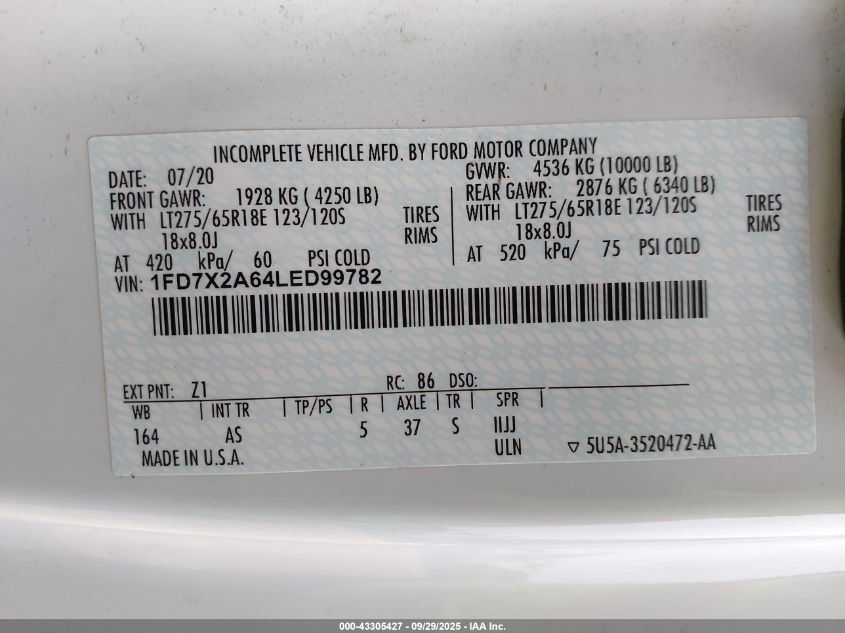 INCOMPLETE VEHICLE MFD. BY FORD MOTOR COMPANY
DATE: 07/20 GVWR: 4536 KG (10000 LB)
FRONT GAWR: 1928 KG ( 4250 LB) REAR GAWR: 2876 KG ( 6340 LB)
WITH LT275/65R18E 123/120S TIRES WITH LT275/65R18E 123/120S TIRES
18x8.0J RIMS 18x8.0J RIMS
AT 420 kPa/ 60 PSI COLD AT 520 kPa/ 75 PSI COLD
VIN: 1FD7X2A64LED99782
EXT PNT: Z1 RC: 86 DSO:
WB INT TR TP/PS R AXLE TR SPR
164 AS 5 37 S IIJJ
MADE IN U.S.A. ULN 5U5A-3520472-AA
000-43305427 - 09/29/2025 - IAA Inc.